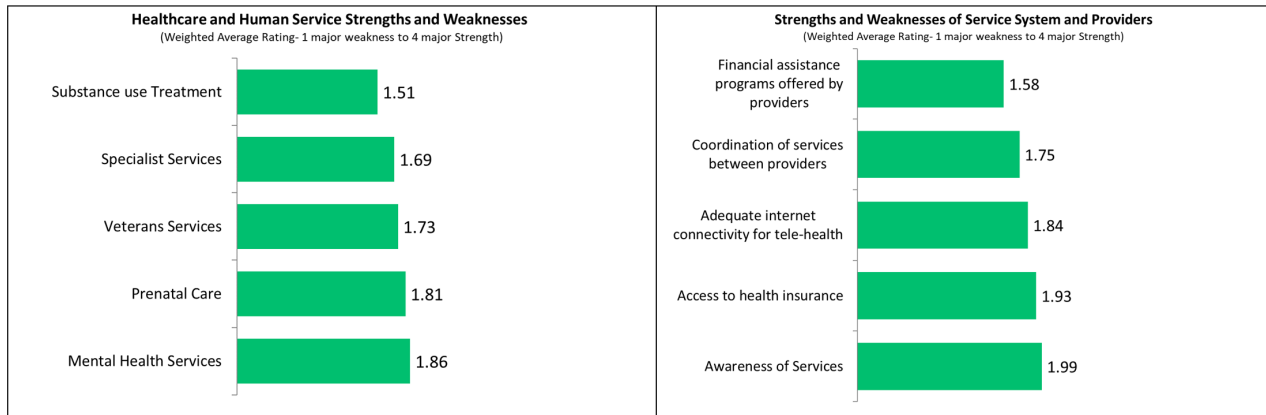 Healthcare and Human Service Strengths and Weaknesses
(Weighted Average Rating- 1 major weakness to 4 major Strength)
Substance use Treatment
1.51
Specialist Services
1.69
Veterans Services
1.73
Prenatal Care
1.81
Mental Health Services
1.86
Strengths and Weaknesses of Service System and Providers
(Weighted Average Rating- 1 major weakness to 4 major Strength)
Financial assistance
programs offered by
providers
1.58
Coordination of services
between providers
1.75
Adequate internet
connectivity for tele-health
1.84
Access to health insurance
1.93
Awareness of Services
1.99